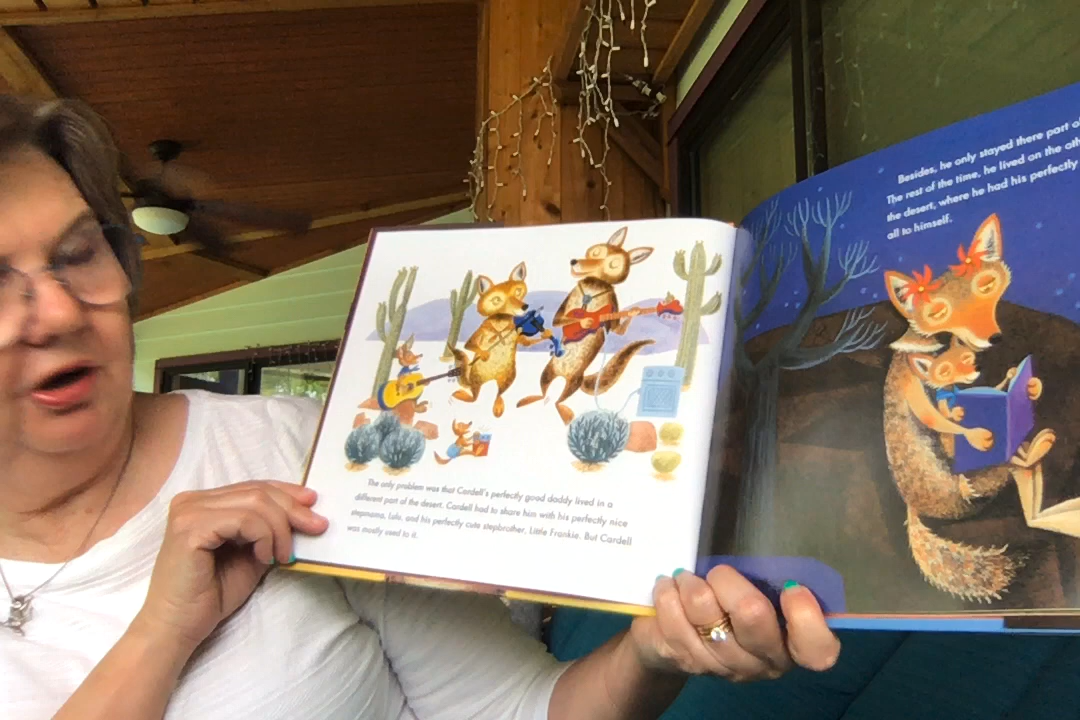 The only problem was that Cardell's perfectly good daddy lived in a
different part of the desert. Cardell had to share him with his perfectly nice
stepmama, Lulu, and his perfectly cute stepbrother, Little Frankie. But Cardell
was mostly used to it.
Besides, he only stayed there part
The rest of the time, he lived on the
the desert, where he had his perfectly
all to himself.